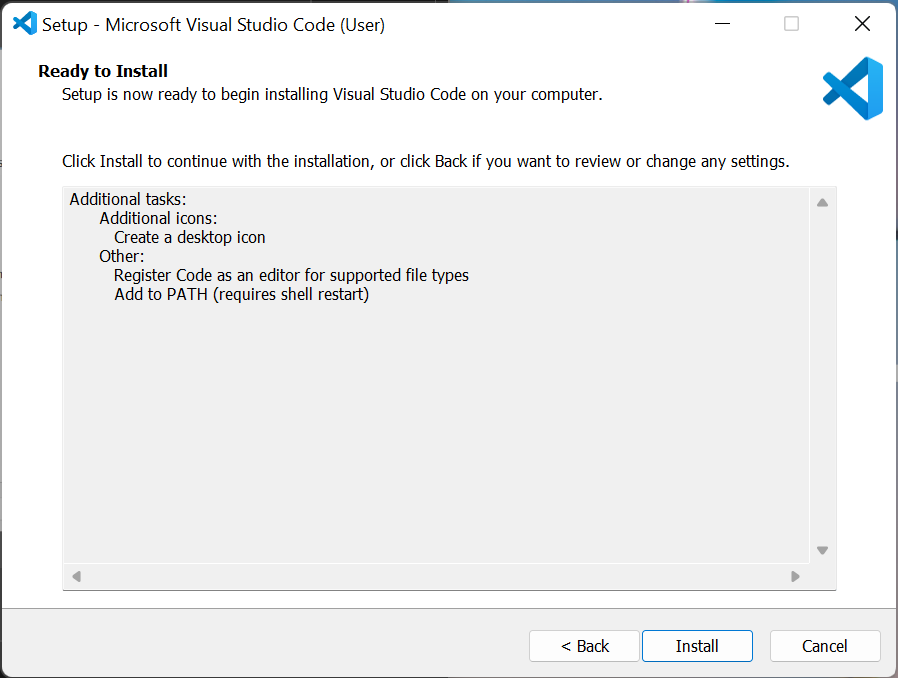 Setup - Microsoft Visual Studio Code (User)
Ready to Install
Setup is now ready to begin installing Visual Studio Code on your computer.
Click Install to continue with the installation, or click Back if you want to review or change any settings.
Additional tasks:
Additional icons:
Create a desktop icon
Other:
Register Code as an editor for supported file types
Add to PATH (requires shell restart)
< Back
Install
Cancel